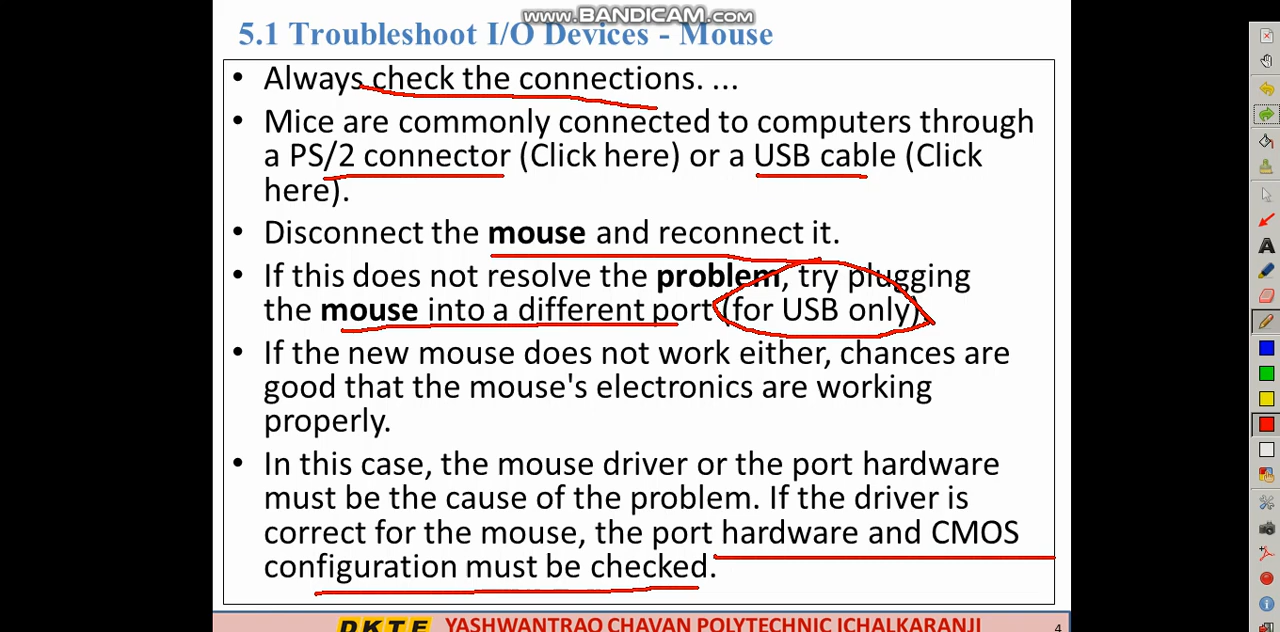 www.BANDICAM.com
5.1 Troubleshoot I/O Devices - Mouse
• Always check the connections. ...
• Mice are commonly connected to computers through
a PS/2 connector (Click here) or a USB cable (Click
here).
• Disconnect the mouse and reconnect it.
• If this does not resolve the problem, try plugging
the mouse into a different port (for USB only).
• If the new mouse does not work either, chances are
good that the mouse's electronics are working
properly.
• In this case, the mouse driver or the port hardware
must be the cause of the problem. If the driver is
correct for the mouse, the port hardware and CMOS
configuration must be checked.
DKTE YASHWANTRAO CHAVAN POLYTECHNIC ICHALKARANJI 4